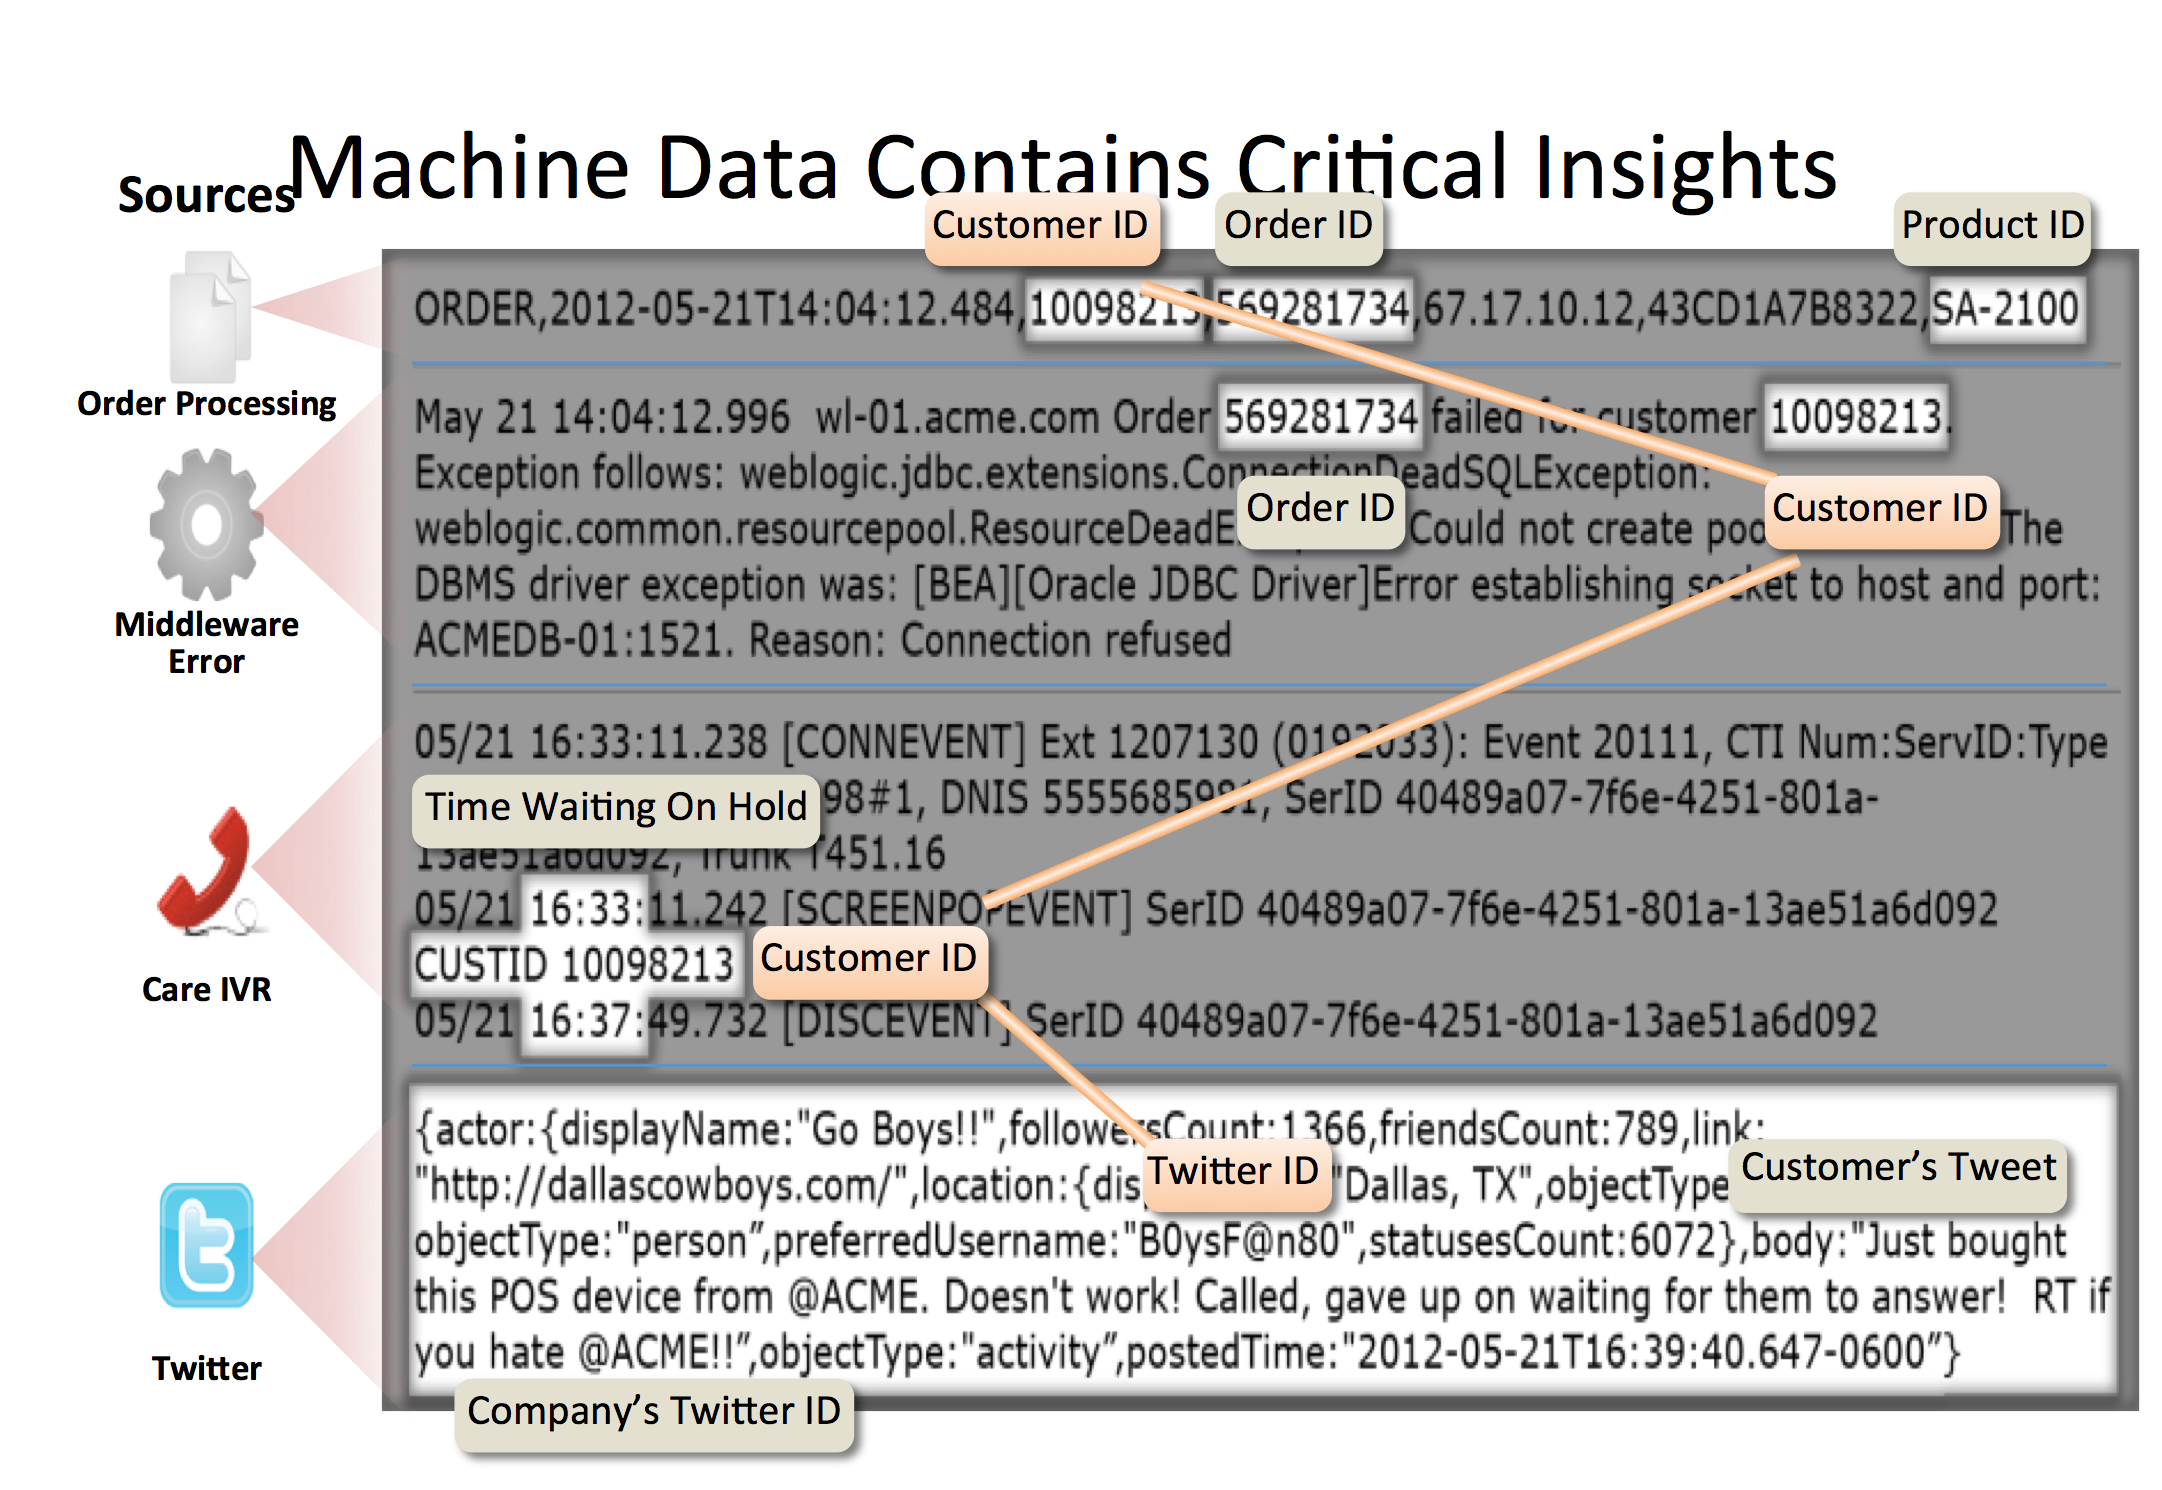 Machine Data Contains Critical Insights
Sources
Customer ID
Order ID
Product ID
ORDER,2012-05-21T14:04:12.484,10098213,569281734,67.17.10.12,43CD1A7B8322,SA-2100
Order Processing
May 21 14:04:12.996 wl-01.acme.com Order 569281734 failed for customer 10098213.
Exception follows: weblogic.jdbc.extensions.ConnectionDeadSQLException:
weblogic.common.resourcepool.ResourceDeadE Could not create poo The
Order ID
Customer ID
DBMS driver exception was: [BEA][Oracle JDBC Driver]Error establishing socket to host and port:
ACMEDB-01:1521. Reason: Connection refused
Middleware
Error
05/21 16:33:11.238 [CONNEVENT] Ext 1207130 (0192033): Event 20111, CTI Num:ServID:Type
Time Waiting On Hold
98#1, DNIS 5555685981, SerID 40489a07-7f6e-4251-801a-
13ae51a6d092, Trunk T451.16
05/21 16:33:11.242 [SCREENPOPEVENT] SerID 40489a07-7f6e-4251-801a-13ae51a6d092
CUSTID 10098213
Customer ID
05/21 16:37:49.732 [DISCEVENT] SerID 40489a07-7f6e-4251-801a-13ae51a6d092
Care IVR
{actor:{displayName:"Go Boys!!",followersCount:1366,friendsCount:789,link:
"http://dallascowboys.com/",location:{dis "Dallas, TX",objectType
Twitter ID
Customer's Tweet
objectType:"person",preferredUsername:"B0ysF@n80",statusesCount:6072},body:"Just bought
this POS device from @ACME. Doesn't work! Called, gave up on waiting for them to answer! RT if
you hate @ACME!!",objectType:"activity",postedTime:"2012-05-21T16:39:40.647-0600"}
Twitter
Company's Twitter ID